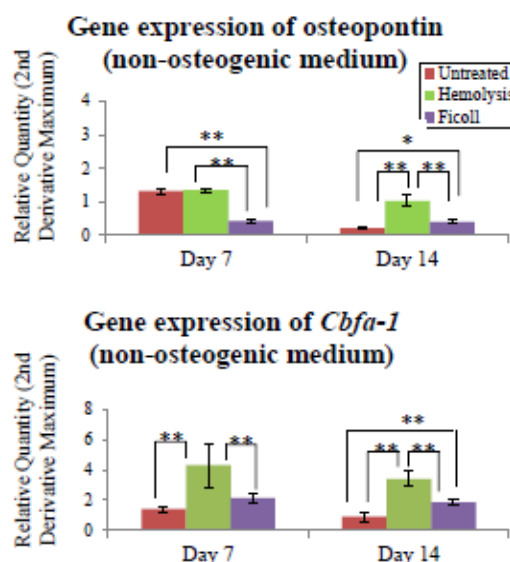 Gene expression of osteopontin
(non-osteogenic medium)
Relative Quantity (2nd
Derivative Maximum)
4
3
2
1
0
Untreated
Hemolysis
Ficoll
**
**
*
**
**
Day 7
Day 14
Gene expression of Cbfa-1
(non-osteogenic medium)
Relative Quantity (2nd
Derivative Maximum)
8
6
4
2
0
**
**
**
**
**
Day 7
Day 14